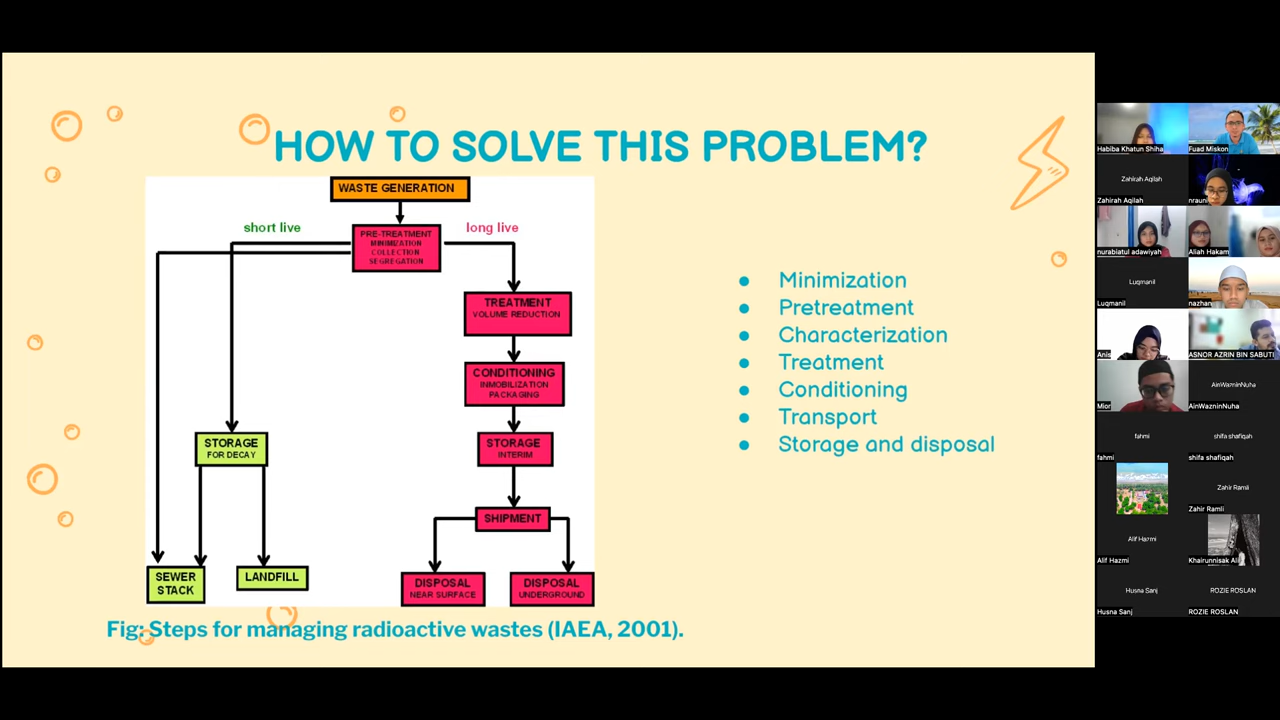 HOW TO SOLVE THIS PROBLEM?
WASTE GENERATION
short live
long live
PRE-TREATMENT
MINIMIZATION
COLLECTION
SEGREGATION
TREATMENT
VOLUME REDUCTION
CONDITIONING
INMOBILIZATION
PACKAGING
STORAGE
FOR DECAY
STORAGE
INTERIM
SHIPMENT
SEWER
STACK
LANDFILL
DISPOSAL
NEAR SURFACE
DISPOSAL
UNDERGROUND
Fig: Steps for managing radioactive wastes (IAEA, 2001).
● Minimization
● Pretreatment
● Characterization
● Treatment
● Conditioning
● Transport
● Storage and disposal
Habiba Khatun Shiha
Fuad Miskon
Zahirah Aqilah
Zahirah Aqilah
nrauni
nurabiatul adawiyah
Aliah Hakam
Luqmanil
Luqmanil
nazhan
Anis
ASNOR AZRIN BIN SABUTI
Mior
AinWazninNuha
AinWazninNuha
fahmi
fahmi
shifa shafiqah
shifa shafiqah
Zahir Ramli
Zahir Ramli
Alif Hazmi
Alif Hazmi
Khairunnisak Ali
Husna Sanj
Husna Sanj
ROZIE ROSLAN
ROZIE ROSLAN